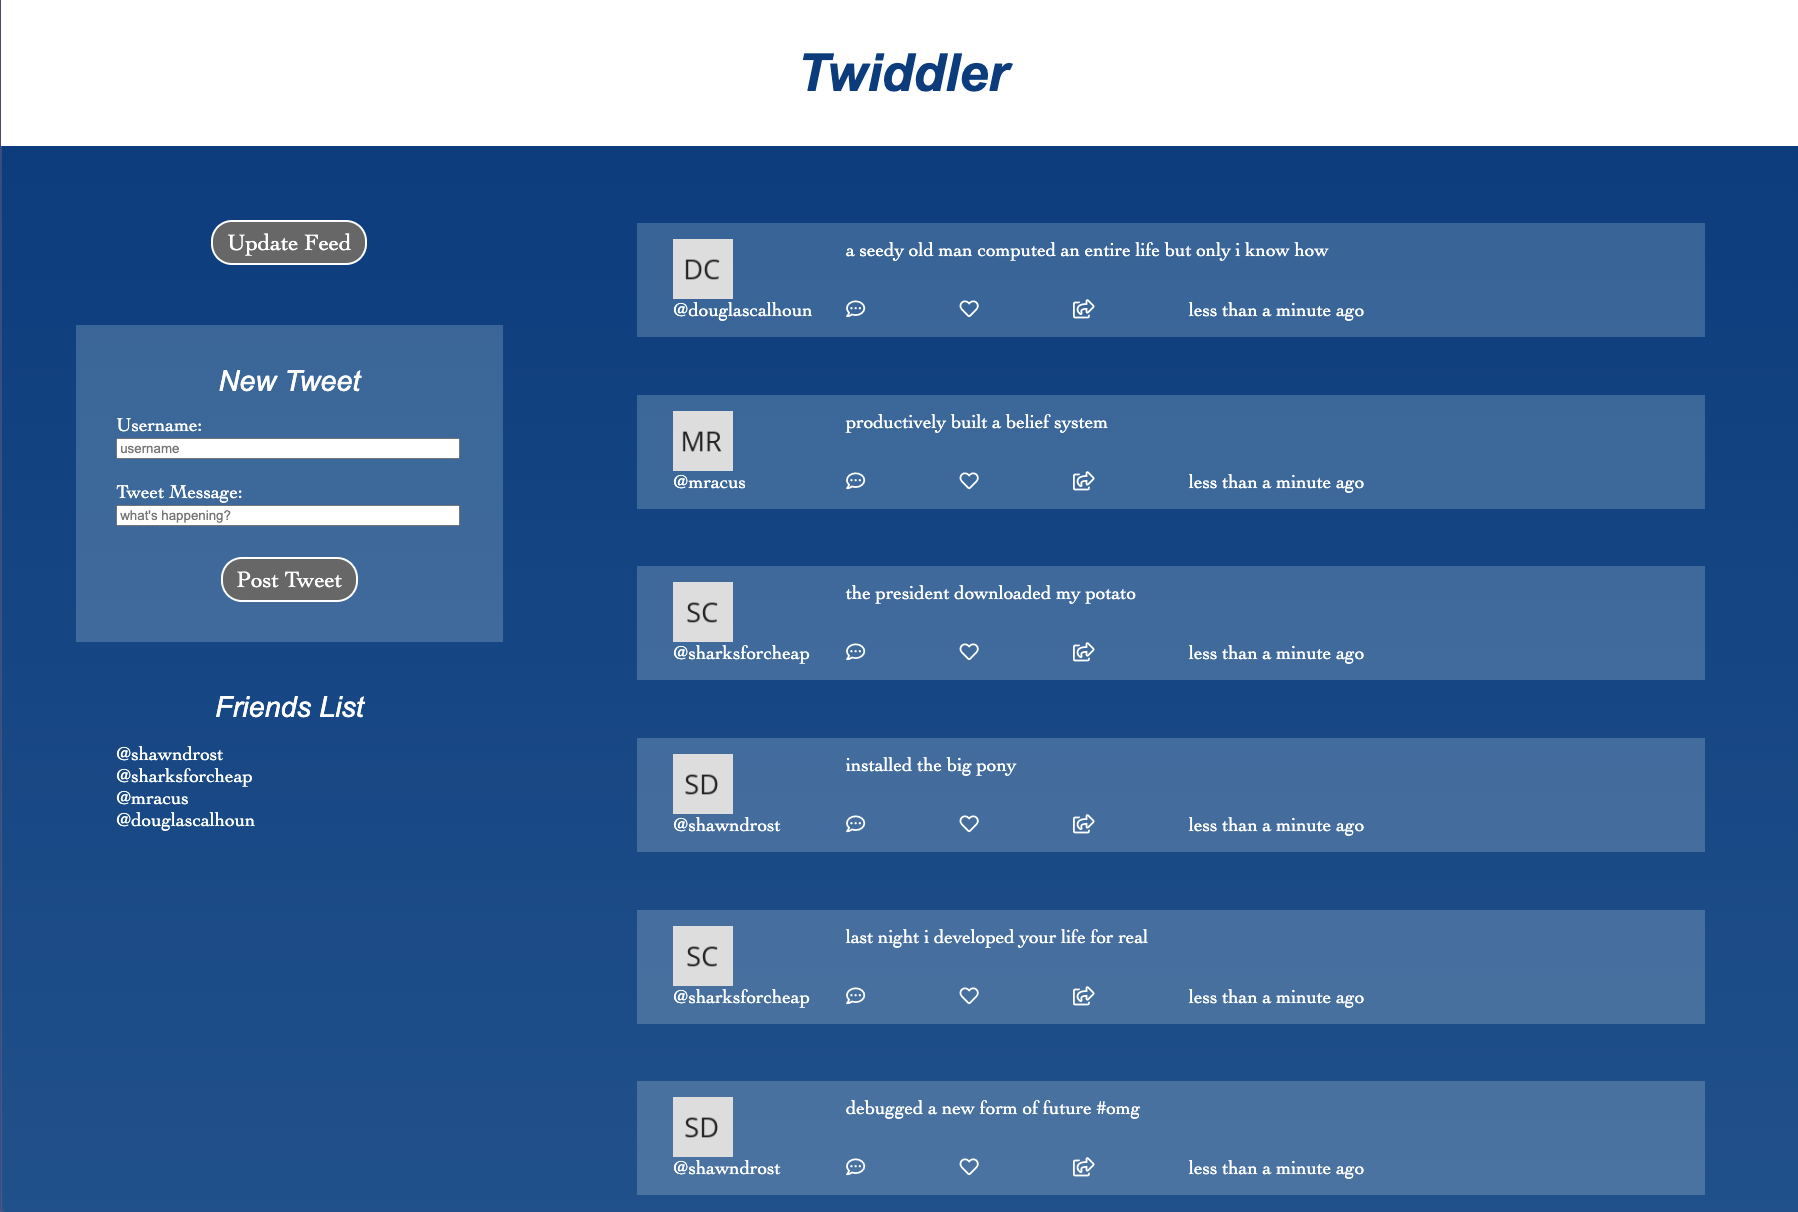 Twiddler
Update Feed
New Tweet
Username:
username
Tweet Message:
what's happening?
Post Tweet
Friends List
@shawndrost
@sharksforcheap
@mracus
@douglascalhoun
DC
a seedy old man computed an entire life but only i know how
@douglascalhoun
less than a minute ago
MR
productively built a belief system
@mracus
less than a minute ago
SC
the president downloaded my potato
@sharksforcheap
less than a minute ago
SD
installed the big pony
@shawndrost
less than a minute ago
SC
last night i developed your life for real
@sharksforcheap
less than a minute ago
SD
debugged a new form of future #omg
@shawndrost
less than a minute ago